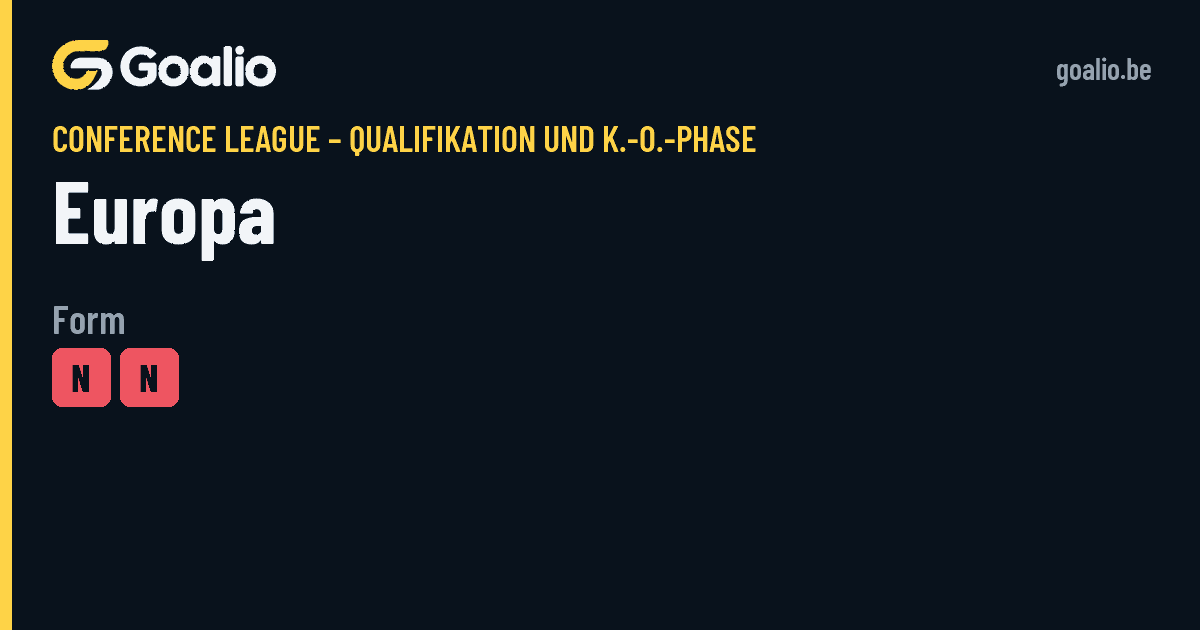 Goalio
goalio.be
CONFERENCE LEAGUE – QUALIFIKATION UND K.-O.-PHASE
Europa
Form
N N